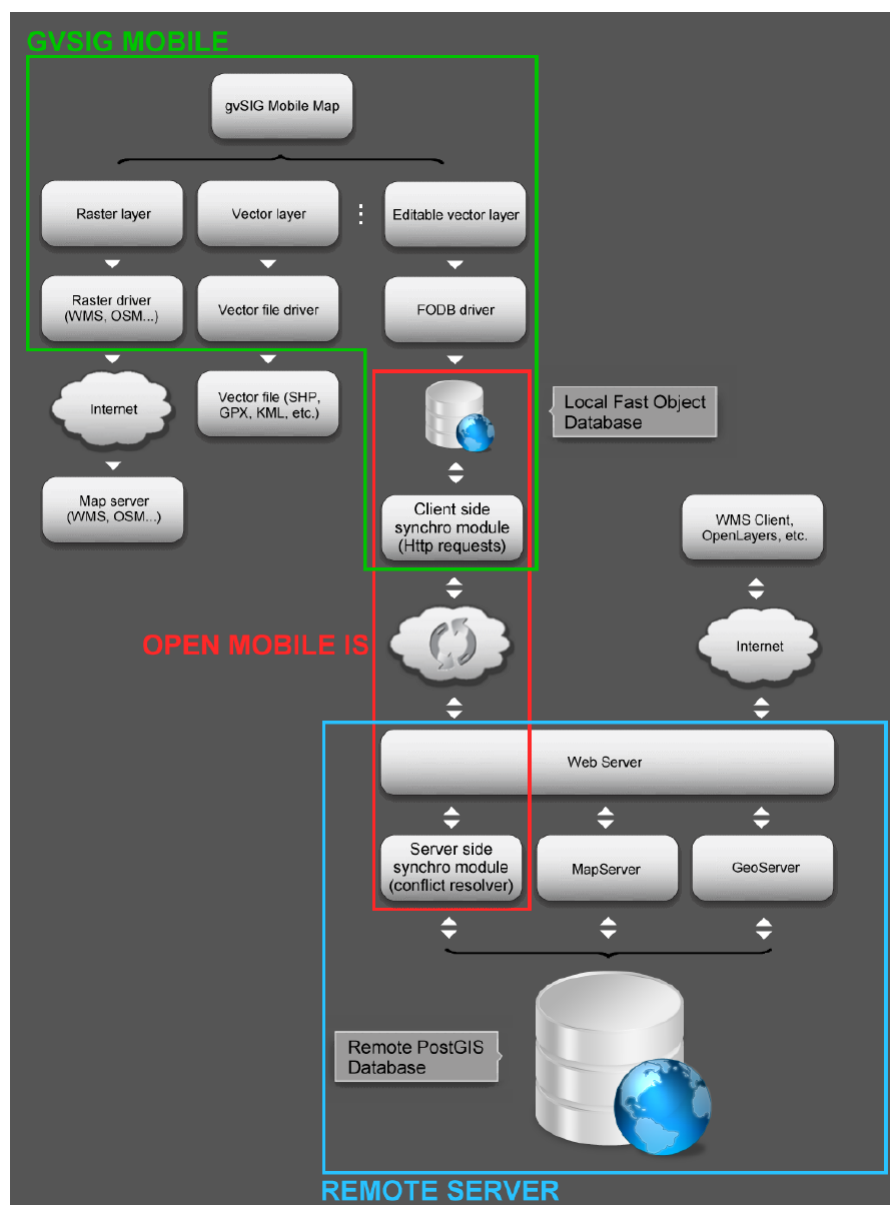 GVSIG MOBILE
gvSIG Mobile Map
Raster layer
Vector layer
Editable vector layer
Raster driver
(WMS, OSM...)
Vector file driver
FODB driver
Internet
Vector file (SHP,
GPX, KML, etc.)
Local Fast Object
Database
Map server
(WMS, OSM...)
Client side
synchro module
(Http requests)
WMS Client,
OpenLayers, etc.
OPEN MOBILE IS
Internet
Web Server
Server side
synchro module
(conflict resolver)
MapServer
GeoServer
Remote PostGIS
Database
REMOTE SERVER